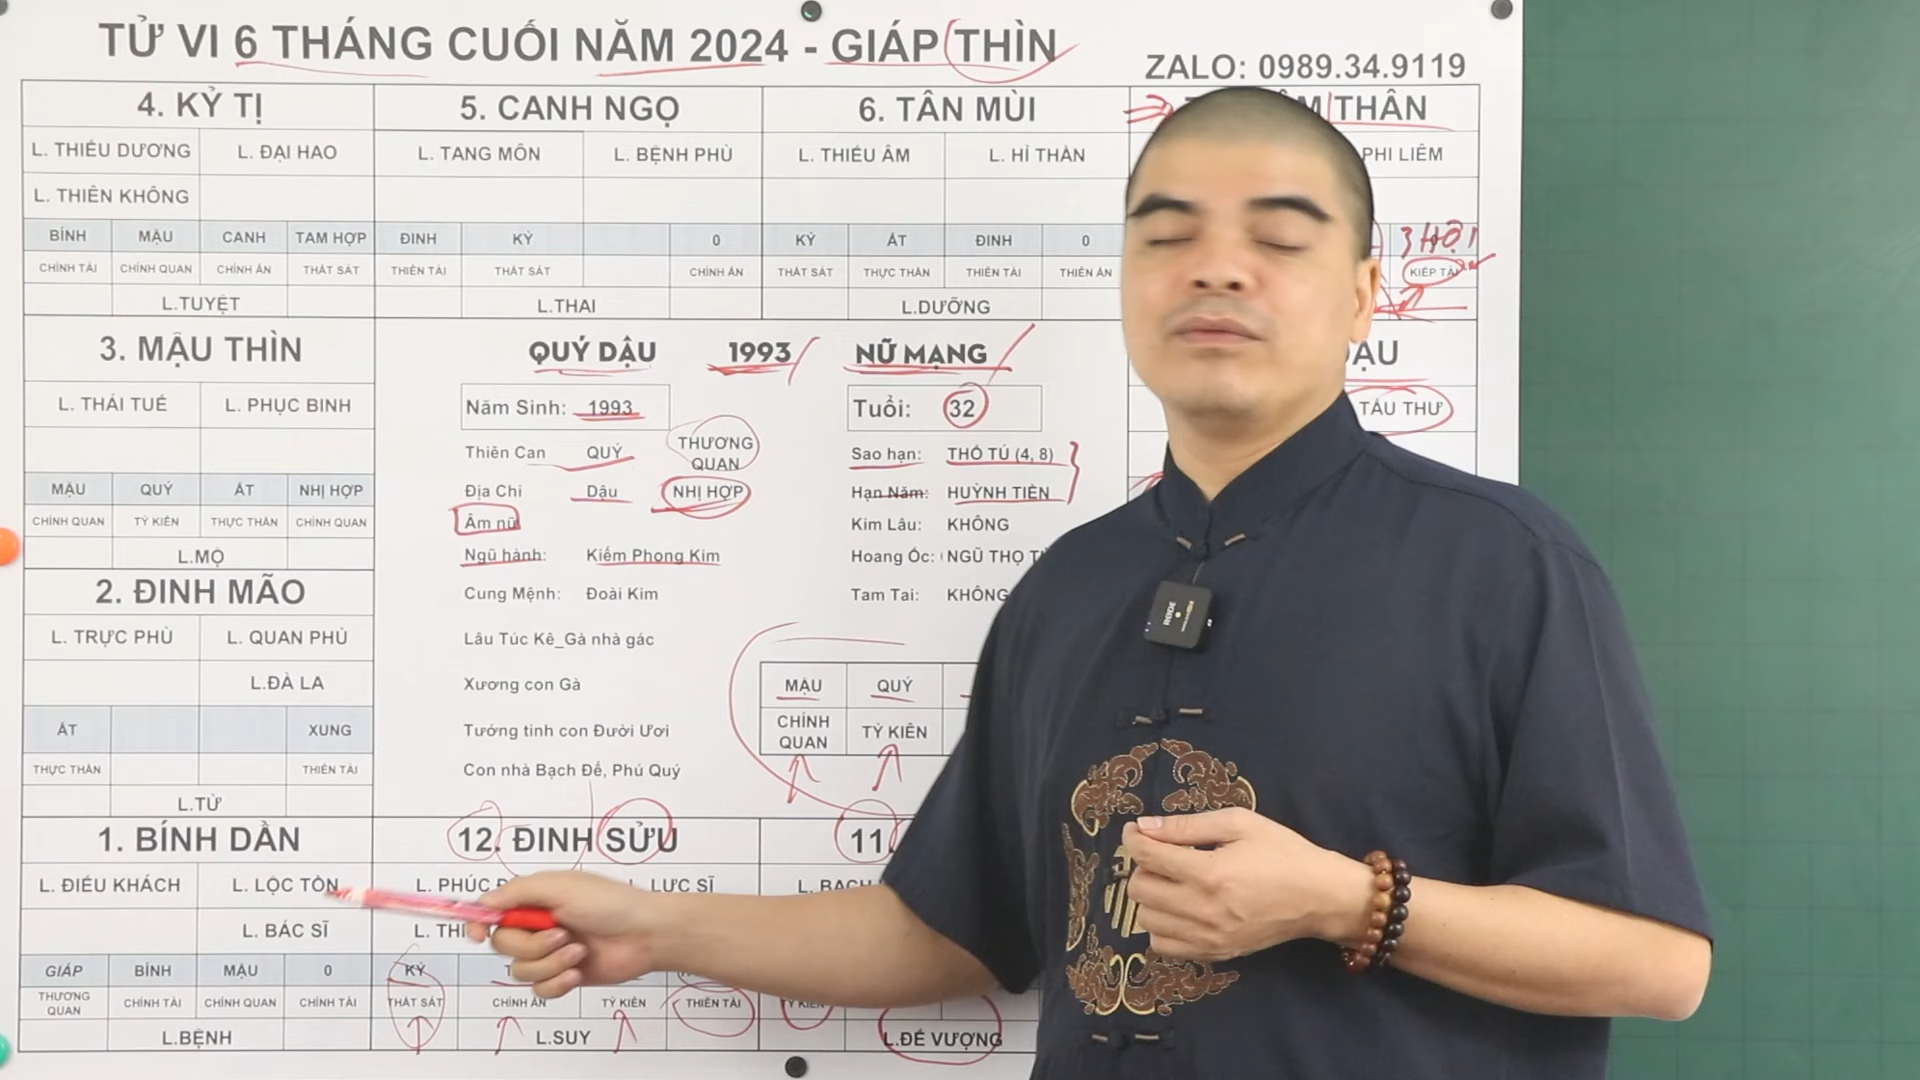 TỬ VI 6 THÁNG CUỐI NĂM 2024 - GIÁP THÌN
ZALO: 0989.34.9119
4. KỶ TỊ
L. THIẾU DƯƠNG L. ĐẠI HAO
L. THIÊN KHÔNG
BÍNH MẬU CANH TAM HỢP
CHÍNH TÀI CHÍNH QUAN CHÍNH ẤN THẤT SÁT
L.TUYỆT
5. CANH NGỌ
L. TANG MÔN L. BỆNH PHÙ
ĐINH KỶ 0
THIÊN TÀI THẤT SÁT CHÍNH ẤN
L.THAI
6. TÂN MÙI
L. THIẾU ÂM L. HỈ THẦN
KỶ ẤT ĐINH 0
THẤT SÁT THỰC THẦN THIÊN TÀI THIÊN ẤN
L.DƯỠNG
THÂN
PHI LIÊM
3 HỘI
KIẾP TÀI
3. MẬU THÌN
L. THÁI TUẾ L. PHỤC BINH
MẬU QUÝ ẤT NHỊ HỢP
CHÍNH QUAN TỶ KIÊN THỰC THẦN CHÍNH QUAN
L.MỘ
QUÝ DẬU 1993 NỮ MẠNG
Năm Sinh: 1993 Tuổi: 32
Thiên Can QUÝ THƯƠNG QUAN Sao hạn: THỔ TÚ (4, 8)
Địa Chi Dậu NHỊ HỢP Hạn Năm: HUỲNH TIỀN
Âm nữ Kim Lâu: KHÔNG
Ngũ hành: Kiếm Phong Kim Hoang Ốc: NGŨ THỌ
Cung Mệnh: Đoài Kim Tam Tai: KHÔNG
Lâu Túc Kê_Gà nhà gác
Xương con Gà
Tướng tinh con Đười Ươi
Con nhà Bạch Đế, Phú Quý
MẬU QUÝ
CHÍNH QUAN TỶ KIÊN
TẤU THƯ
2. ĐINH MÃO
L. TRỰC PHÙ L. QUAN PHỦ
L.ĐÀ LA
ẤT XUNG
THỰC THẦN THIÊN TÀI
L.TỬ
1. BÍNH DẦN
L. ĐIẾU KHÁCH L. LỘC TỒN
L. BÁC SĨ
GIÁP BÍNH MẬU 0
THƯƠNG QUAN CHÍNH TÀI CHÍNH QUAN CHÍNH TÀI
L.BỆNH
12. ĐINH SỬU
L. PHÚC L. LỰC SĨ
KỶ
THẤT SÁT CHÍNH ẤN TỶ KIÊN THIÊN TÀI
L.SUY
11.
TỶ KIÊN
L.ĐẾ VƯỢNG
RØDE